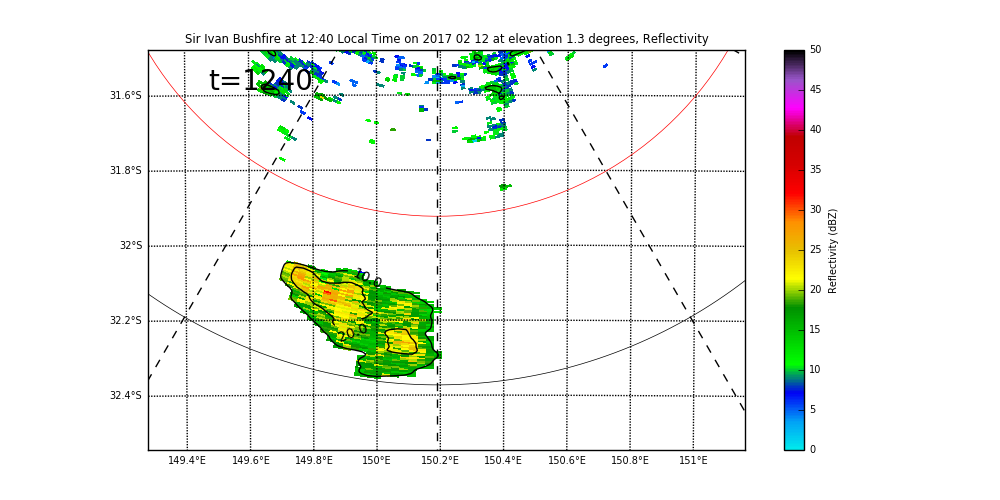 Sir Ivan Bushfire at 12:40 Local Time on 2017 02 12 at elevation 1.3 degrees, Reflectivity
t=1240
31.6°S
31.8°S
32°S
32.2°S
32.4°S
10.0
20.0
149.4°E 149.6°E 149.8°E 150°E 150.2°E 150.4°E 150.6°E 150.8°E 151°E
50
45
40
35
30
25
20
15
10
5
0
Reflectivity (dBZ)